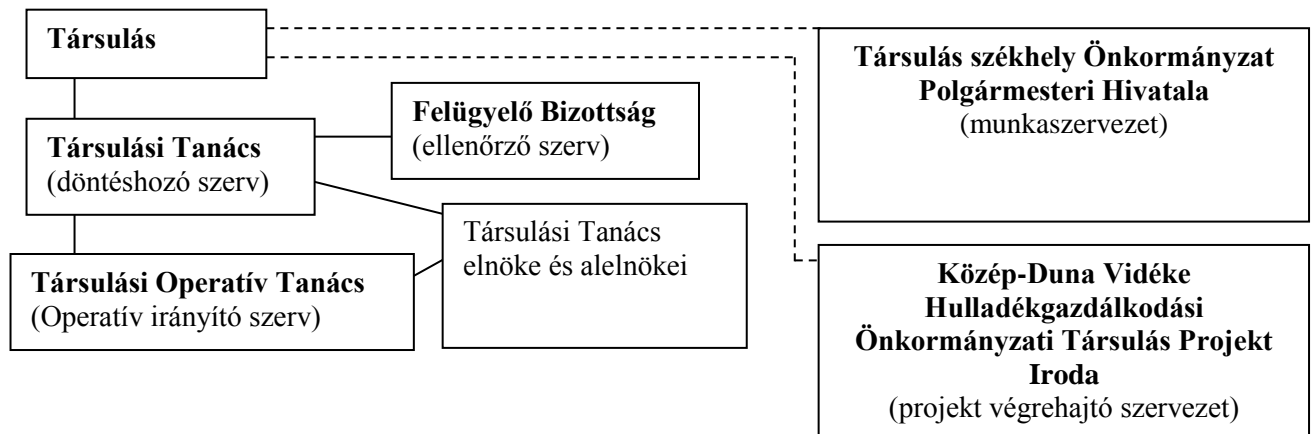 Társulás
Társulás székhely Önkormányzat
Polgármesteri Hivatala
(munkaszervezet)
Felügyelő Bizottság
(ellenőrző szerv)
Társulási Tanács
(döntéshozó szerv)
Társulási Tanács
elnöke és alelnökei
Társulási Operatív Tanács
(Operatív irányító szerv)
Közép-Duna Vidéke
Hulladékgazdálkodási
Önkormányzati Társulás Projekt
Iroda
(projekt végrehajtó szervezet)